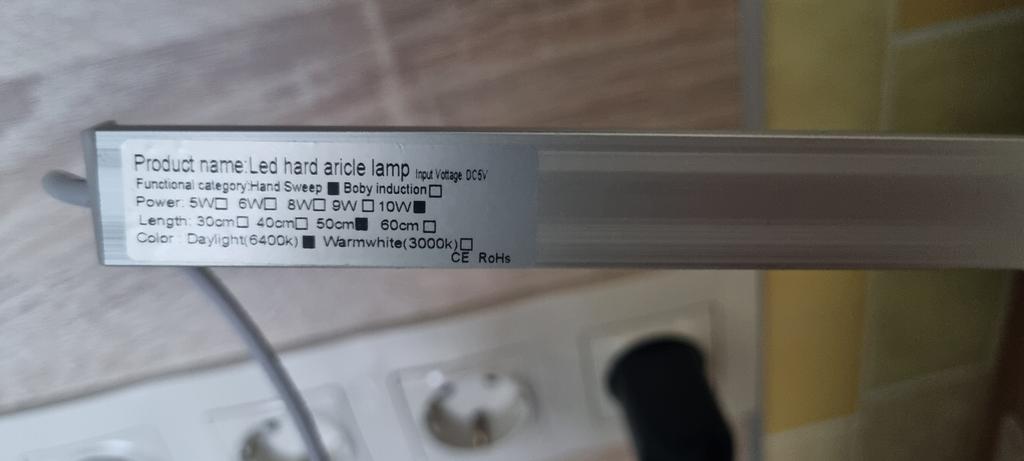 Product name:Led hard aricle lamp Input Vottage DC5V
Functional category:Hand Sweep ■ Boby induction□
Power: 5W□ 6W□ 8W□ 9W□ 10W■
Length: 30cm□ 40cm□ 50cm■ 60cm□
Color : Daylight(6400k)■ Warmwhite(3000k)□
CE RoHs